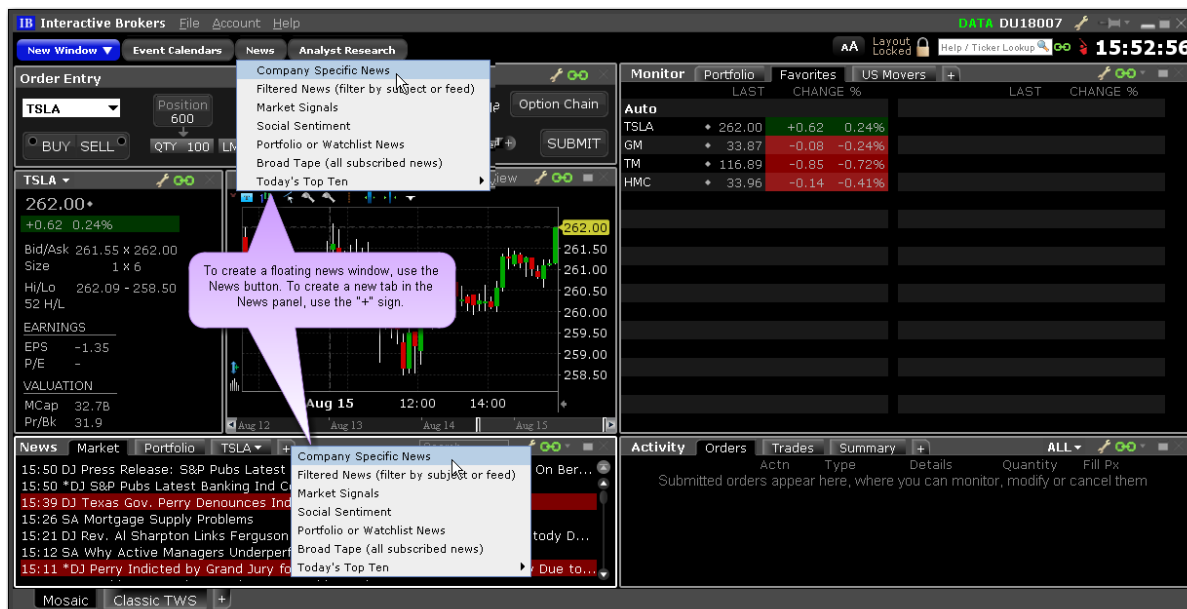 IB Interactive Brokers File Account Help DATA DU18007
New Window ▼ Event Calendars News Analyst Research AA Layout Locked Help / Ticker Lookup 15:52:56
Order Entry
TSLA Position 600 Option Chain
BUY SELL QTY 100 SUBMIT
Company Specific News
Filtered News (filter by subject or feed)
Market Signals
Social Sentiment
Portfolio or Watchlist News
Broad Tape (all subscribed news)
Today's Top Ten
Monitor Portfolio Favorites US Movers +
LAST CHANGE % LAST CHANGE %
Auto
TSLA 262.00 +0.62 0.24%
GM 33.87 -0.08 -0.24%
TM 116.89 -0.85 -0.72%
HMC 33.96 -0.14 -0.41%
TSLA
262.00
+0.62 0.24%
Bid/Ask 261.55 x 262.00
Size 1 x 6
Hi/Lo 262.09 - 258.50
52 H/L
EARNINGS
EPS -1.35
P/E -
VALUATION
MCap 32.7B
Pr/Bk 31.9
262.00
261.50
261.00
260.50
260.00
259.50
259.00
258.50
Aug 15 12:00 14:00
Aug 12 Aug 13 Aug 14 Aug 15
To create a floating news window, use the
News button. To create a new tab in the
News panel, use the "+" sign.
News Market Portfolio TSLA +
15:50 DJ Press Release: S&P Pubs Latest On Ber...
15:50 *DJ S&P Pubs Latest Banking Ind
15:39 DJ Texas Gov. Perry Denounces
15:26 SA Mortgage Supply Problems
15:21 DJ Rev. Al Sharpton Links Ferguson
15:12 SA Why Active Managers
15:11 *DJ Perry Indicted by Grand Jury Due to...
Company Specific News
Filtered News (filter by subject or feed)
Market Signals
Social Sentiment
Portfolio or Watchlist News
Broad Tape (all subscribed news)
Today's Top Ten
Activity Orders Trades Summary + ALL
Actn Type Details Quantity Fill Px
Submitted orders appear here, where you can monitor, modify or cancel them
Mosaic Classic TWS +